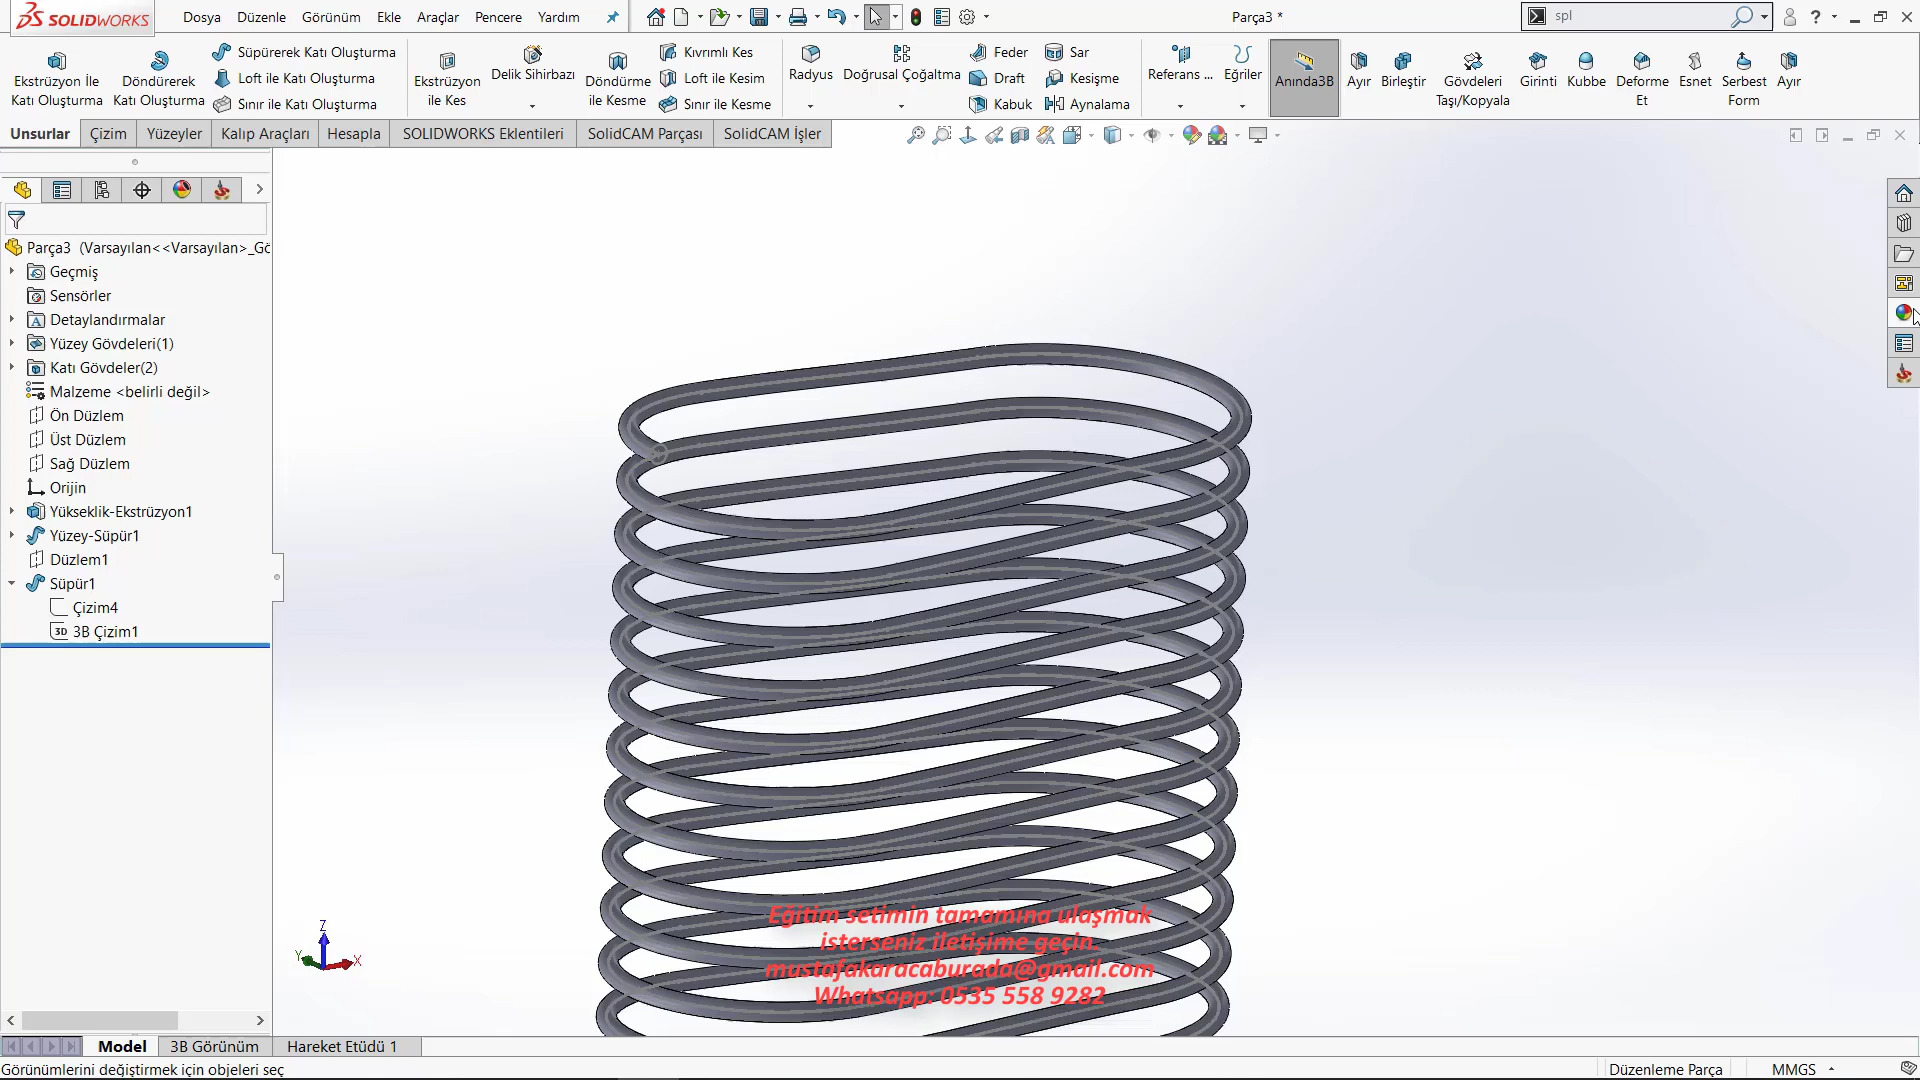 SOLIDWORKS
Dosya Düzenle Görünüm Ekle Araçlar Pencere Yardım
Parça3 *
spl
Ekstrüzyon İle Katı Oluşturma
Döndürerek Katı Oluşturma
Süpürerek Katı Oluşturma
Loft ile Katı Oluşturma
Sınır ile Katı Oluşturma
Ekstrüzyon ile Kes
Delik Sihirbazı
Döndürme ile Kesme
Kıvrımlı Kes
Loft ile Kesim
Sınır ile Kesme
Radyus
Doğrusal Çoğaltma
Feder
Draft
Kabuk
Sar
Kesişme
Aynalama
Referans ...
Eğriler
Anında3B
Ayır
Birleştir
Gövdeleri Taşı/Kopyala
Girinti
Kubbe
Deforme Et
Esnet
Serbest Form
Ayır
Unsurlar Çizim Yüzeyler Kalıp Araçları Hesapla SOLIDWORKS Eklentileri SolidCAM Parçası SolidCAM İşler
Parça3 (Varsayılan<<Varsayılan>_Gö
Geçmiş
Sensörler
Detaylandırmalar
Yüzey Gövdeleri(1)
Katı Gövdeler(2)
Malzeme <belirli değil>
Ön Düzlem
Üst Düzlem
Sağ Düzlem
Orijin
Yükseklik-Ekstrüzyon1
Yüzey-Süpür1
Düzlem1
Süpür1
Çizim4
3D 3B Çizim1
Z
Y
X
Eğitim setimin tamamına ulaşmak
isterseniz iletişime geçin.
mustafakaracaburada@gmail.com
Whatsapp: 0535 558 9282
Model 3B Görünüm Hareket Etüdü 1
Görünümlerini değiştirmek için objeleri seç
Düzenleme Parça MMGS